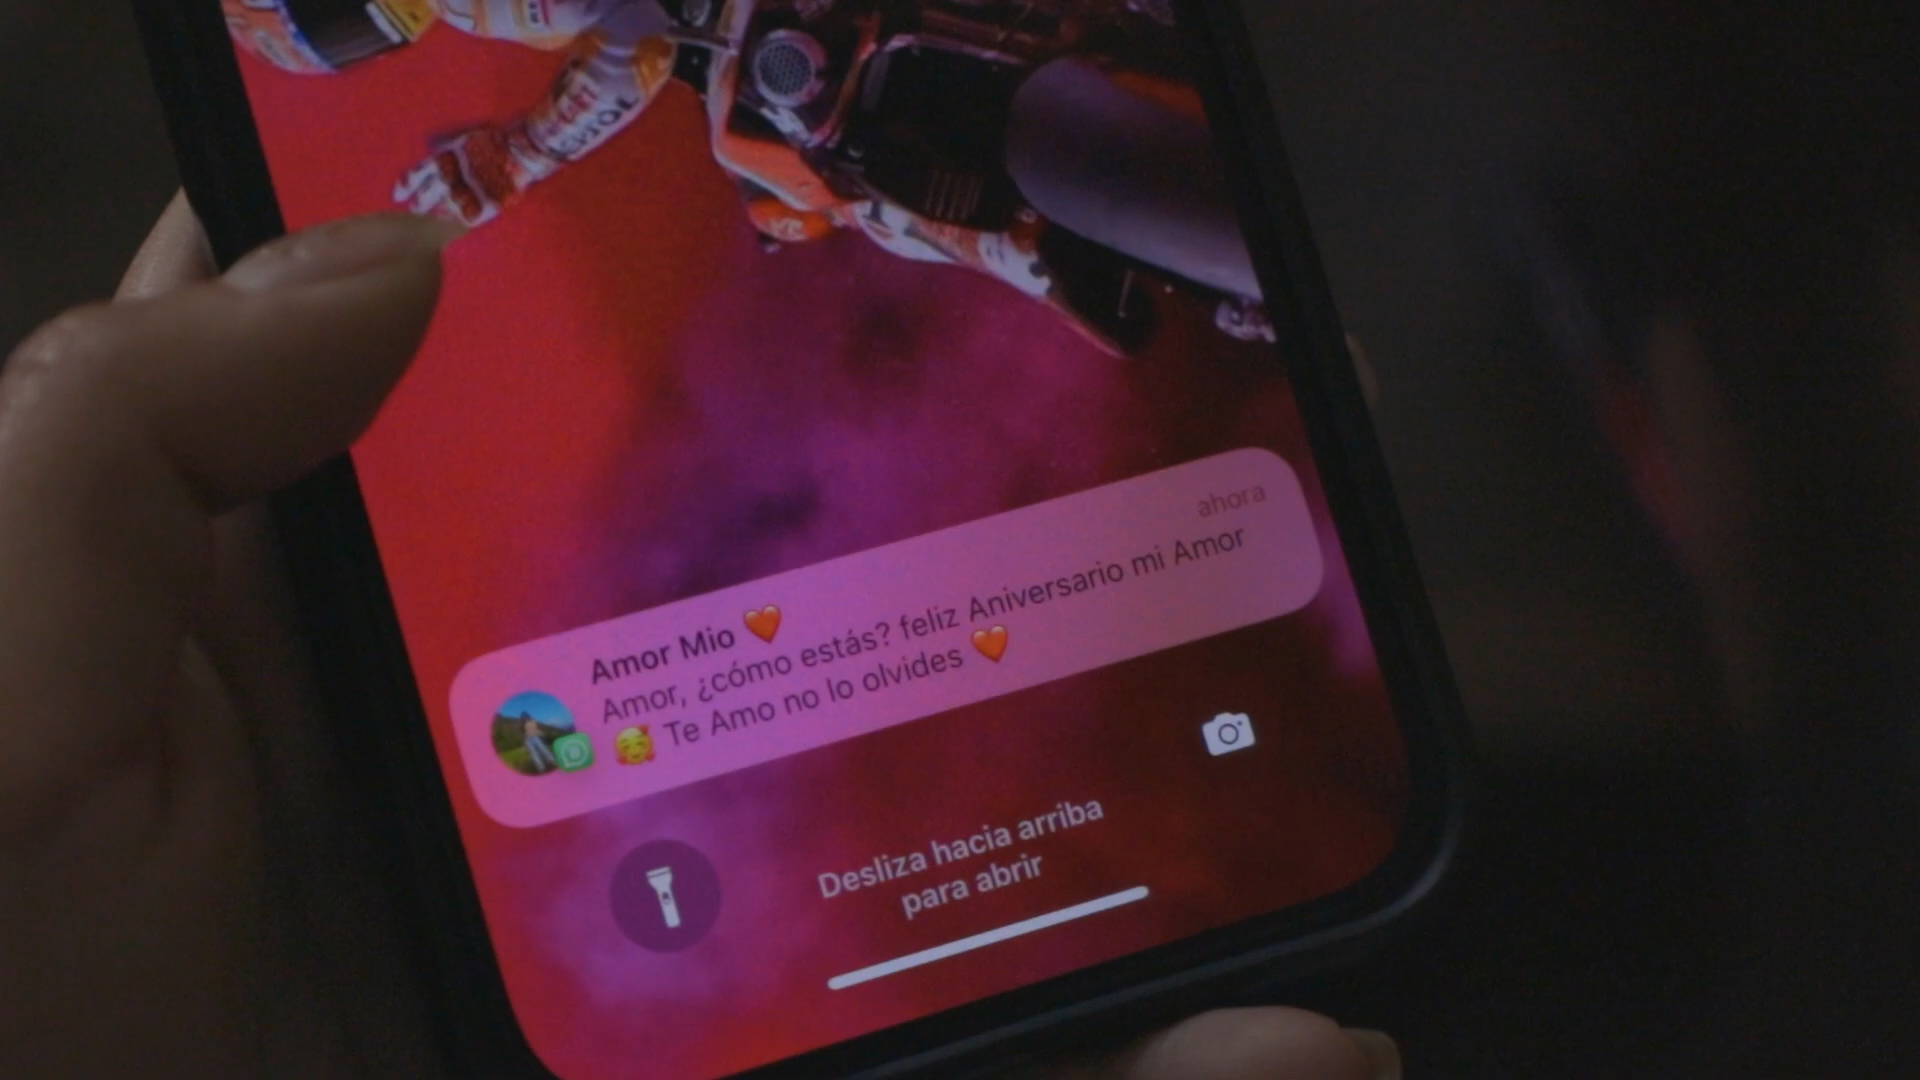 ahora
Amor Mio ❤️
Amor, ¿cómo estás? feliz Aniversario mi Amor
🥰 Te Amo no lo olvides ❤️
Desliza hacia arriba
para abrir